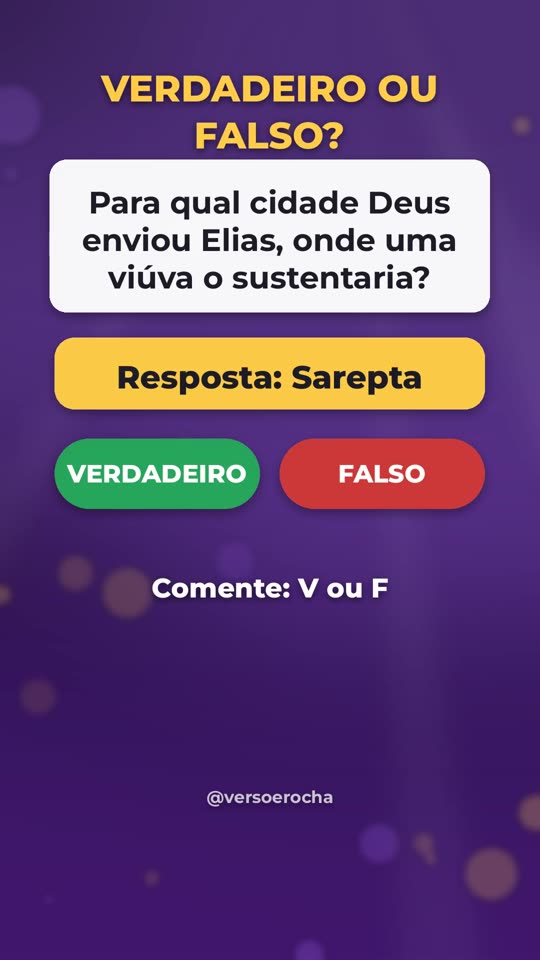 VERDADEIRO OU
FALSO?
Para qual cidade Deus
enviou Elias, onde uma
viúva o sustentaria?
Resposta: Sarepta
VERDADEIRO
FALSO
Comente: V ou F
@versoerocha